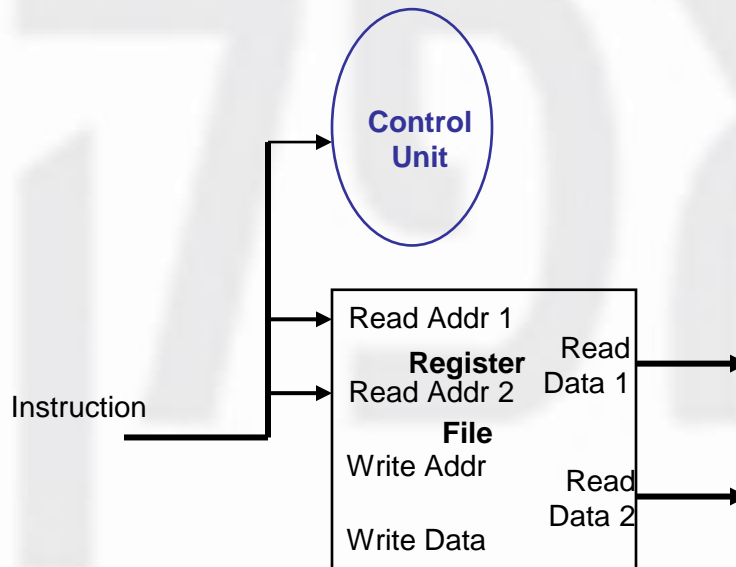 Control
Unit
Read Addr 1
Register
Read
Data 1
Read Addr 2
Instruction
File
Write Addr
Read
Data 2
Write Data